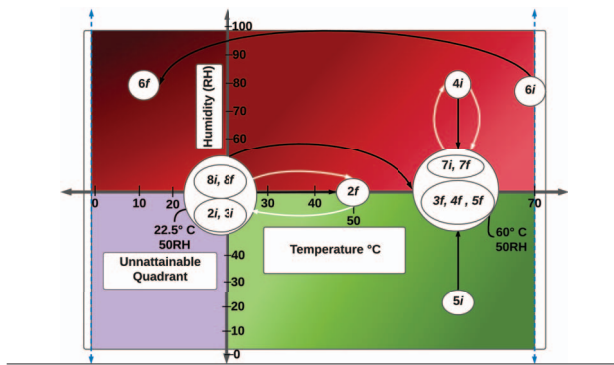 100
90
80
70
60
Humidity (RH)
6f
4i
6i
7i, 7f
3f, 4f , 5f
8i, 8f
2i, 3i
2f
0
10
20
30
40
50
70
22.5° C
50RH
60° C
50RH
Unnattainable
Quadrant
Temperature °C
40
30
20
10
0
5i